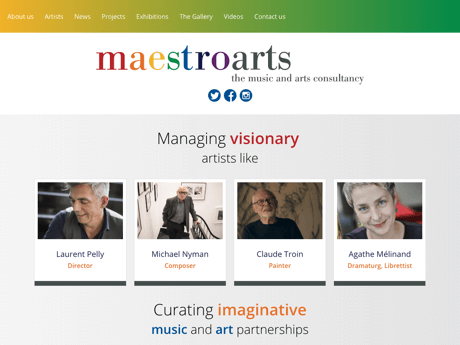 About us Artists News Projects Exhibitions The Gallery Videos Contact us
maestroarts
the music and arts consultancy
Managing visionary
artists like
Laurent Pelly Michael Nyman Claude Troin Agathe Mélinand
Director Composer Painter Dramaturg, Librettist
Curating imaginative
music and art partnerships